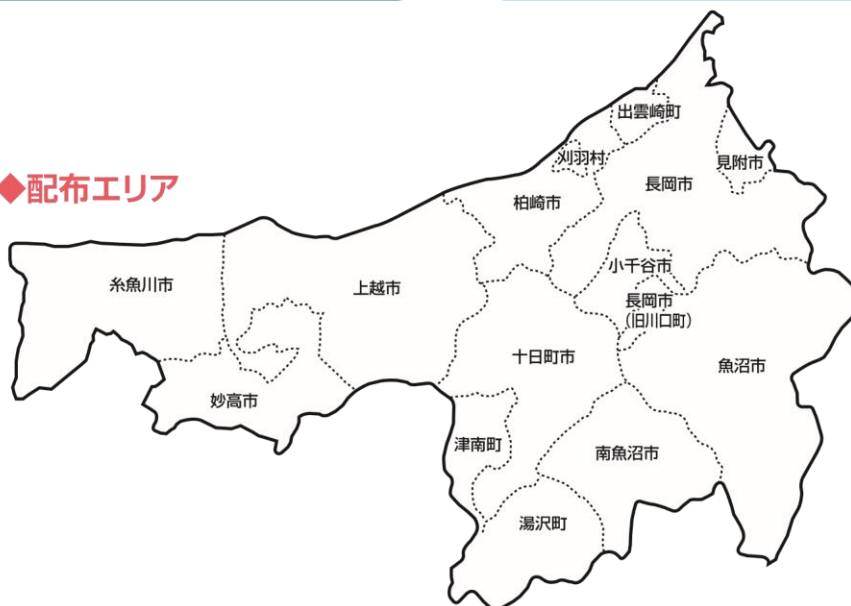 ◆配布エリア
出雲崎町
刈羽村
見附市
長岡市
柏崎市
小千谷市
糸魚川市
上越市
長岡市
(旧川口町)
十日町市
魚沼市
妙高市
津南町
南魚沼市
湯沢町